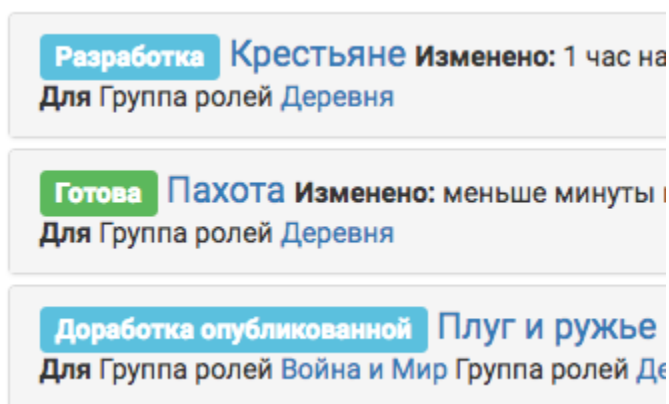 Разработка Крестьяне Изменено: 1 час
Для Группа ролей Деревня
Готова Пахота Изменено: меньше минуты
Для Группа ролей Деревня
Доработка опубликованной Плуг и ружье
Для Группа ролей Война и Мир Группа ролей